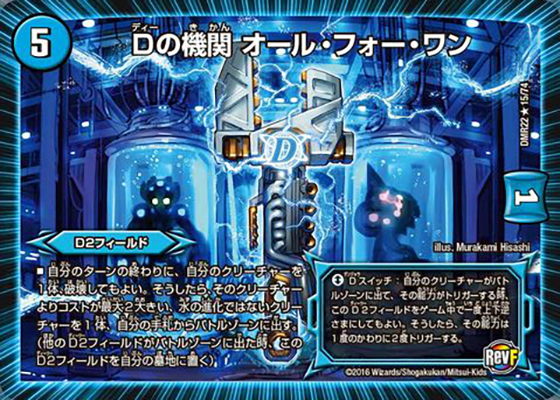 5
ディー きかん
Dの機関 オール・フォー・ワン
DMR22★15/74
D
1
illus. Murakami Hisashi
D2フィールド
■自分のターンの終わりに、自分のクリーチャーを
1体、破壊してもよい。そうしたら、そのクリーチャー
よりコストが最大2大きい、水の進化ではないクリ
ーチャーを1体、自分の手札からバトルゾーンに出す。
(他のD2フィールドがバトルゾーンに出た時、この
D2フィールドを自分の墓地に置く)
Dスイッチ:自分のクリーチャーがバト
ルゾーンに出て、その能力がトリガーする時、
このD2フィールドをゲーム中で一度上下逆
さまにしてもよい。そうしたら、その能力は
1度のかわりに2度トリガーする。
RevF
©2016 Wizards/Shogakukan/Mitsui-Kids